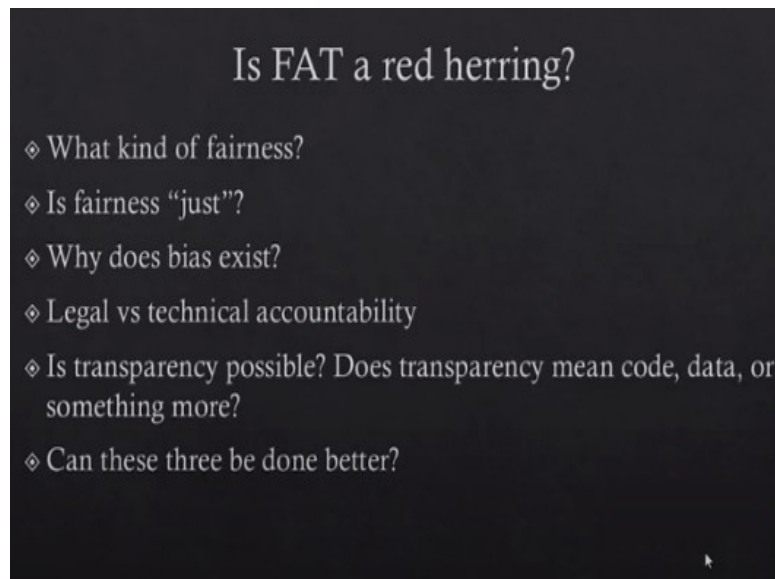 Is FAT a red herring?
What kind of fairness?
Is fairness “just”?
Why does bias exist?
Legal vs technical accountability
Is transparency possible? Does transparency mean code, data, or
something more?
Can these three be done better?